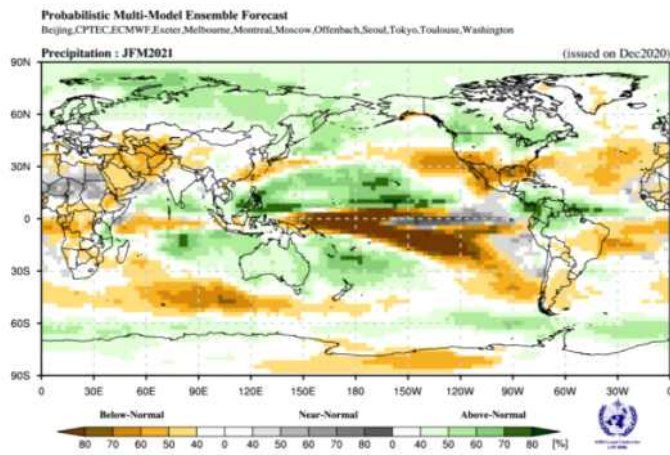 Probabilistic Multi-Model Ensemble Forecast
Beijing,CPTEC,ECMWF,Exeter,Melbourne,Montreal,Moscow,Offenbach,Seoul,Tokyo,Toulouse,Washington
Precipitation : JFM2021 (issued on Dec2020)
90N
60N
30N
0
30S
60S
90S
0 30E 60E 90E 120E 150E 180 150W 120W 90W 60W 30W 0
Below-Normal Near-Normal Above-Normal
80 70 60 50 40 0 40 50 60 70 80 0 40 50 60 70 80 [%]